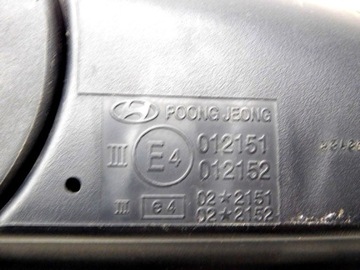 POONG JEONG
III E4 012151
012152
III e4 02*2151
02*2152